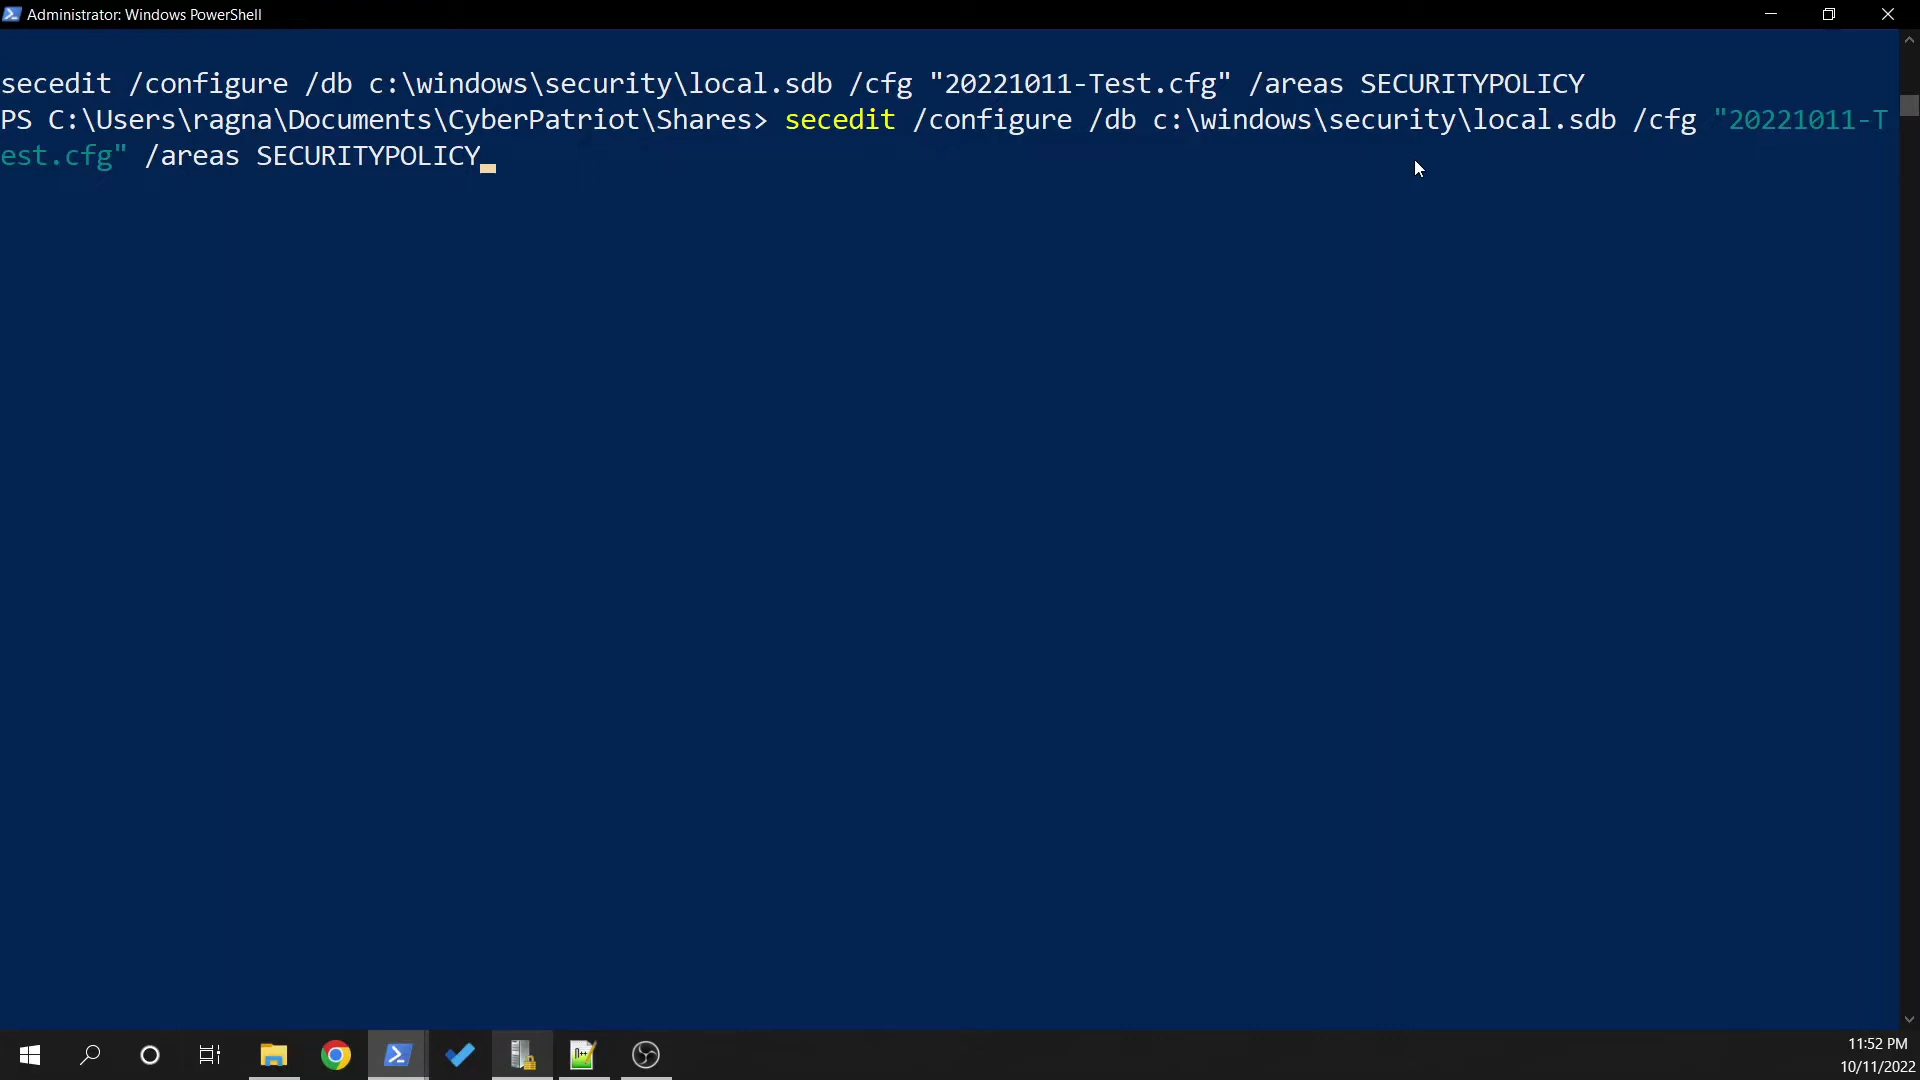 Administrator: Windows PowerShell
secedit /configure /db c:\windows\security\local.sdb /cfg "20221011-Test.cfg" /areas SECURITYPOLICY
PS C:\Users\ragna\Documents\CyberPatriot\Shares> secedit /configure /db c:\windows\security\local.sdb /cfg "20221011-T
est.cfg" /areas SECURITYPOLICY
11:52 PM
10/11/2022